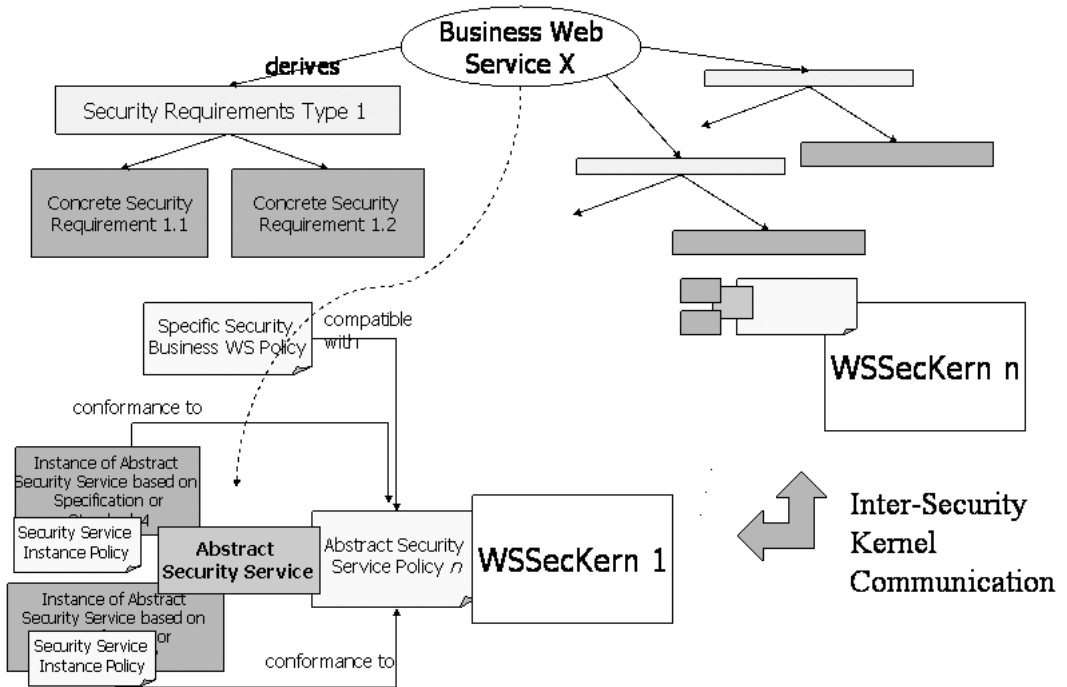 Business Web
Service X
derives
Security Requirements Type 1
Concrete Security
Requirement 1.1
Concrete Security
Requirement 1.2
Specific Security
Business WS Policy
compatible
with
WSSecKern n
conformance to
Instance of Abstract
Security Service based on
Specification or
Security Service
Instance Policy
Abstract
Security Service
Abstract Security
Service Policy n
WSSecKern 1
Inter-Security
Kernel
Communication
Instance of Abstract
Security Service based on
or
Security Service
Instance Policy
conformance to